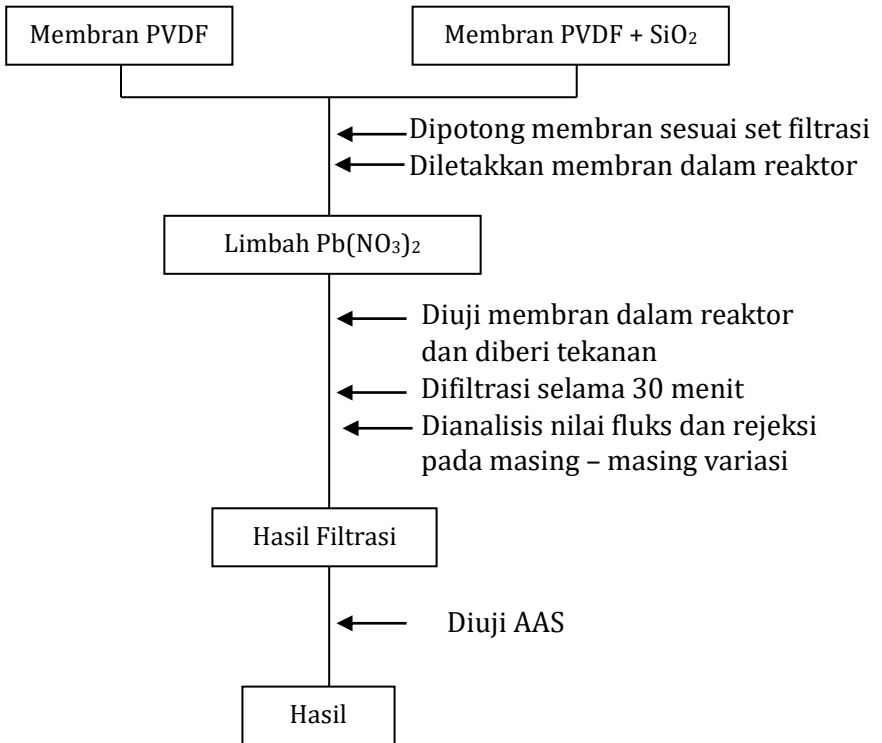 Membran PVDF
Membran PVDF + SiO₂
Dipotong membran sesuai set filtrasi
Diletakkan membran dalam reaktor
Limbah Pb(NO₃)₂
Diuji membran dalam reaktor
dan diberi tekanan
Difiltrasi selama 30 menit
Dianalisis nilai fluks dan rejeksi
pada masing – masing variasi
Hasil Filtrasi
Diuji AAS
Hasil